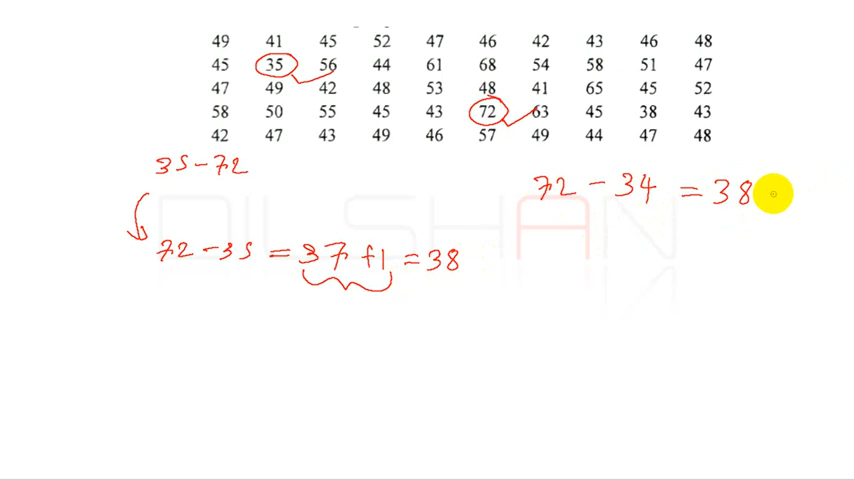 49 41 45 52 47 46 42 43 46 48
45 35 56 44 61 68 54 58 51 47
47 49 42 48 53 48 41 65 45 52
58 50 55 45 43 72 63 45 38 43
42 47 43 49 46 57 49 44 47 48
35-72
72 - 34 = 38
72 - 35 = 37 +1 = 38
DILSHAN